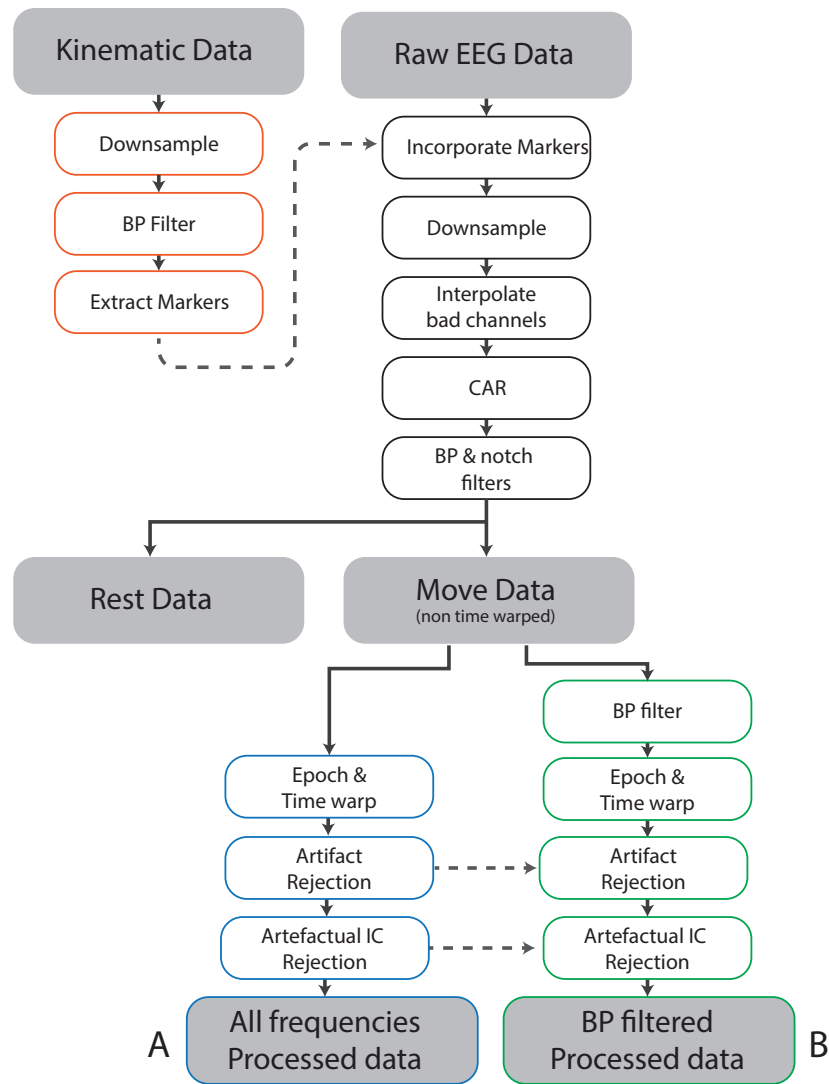 Kinematic Data
Downsample
BP Filter
Extract Markers
Raw EEG Data
Incorporate Markers
Downsample
Interpolate
bad channels
CAR
BP & notch
filters
Rest Data
Move Data
(non time warped)
Epoch &
Time warp
Artifact
Rejection
Artefactual IC
Rejection
A
All frequencies
Processed data
BP filter
Epoch &
Time warp
Artifact
Rejection
Artefactual IC
Rejection
BP filtered
Processed data
B